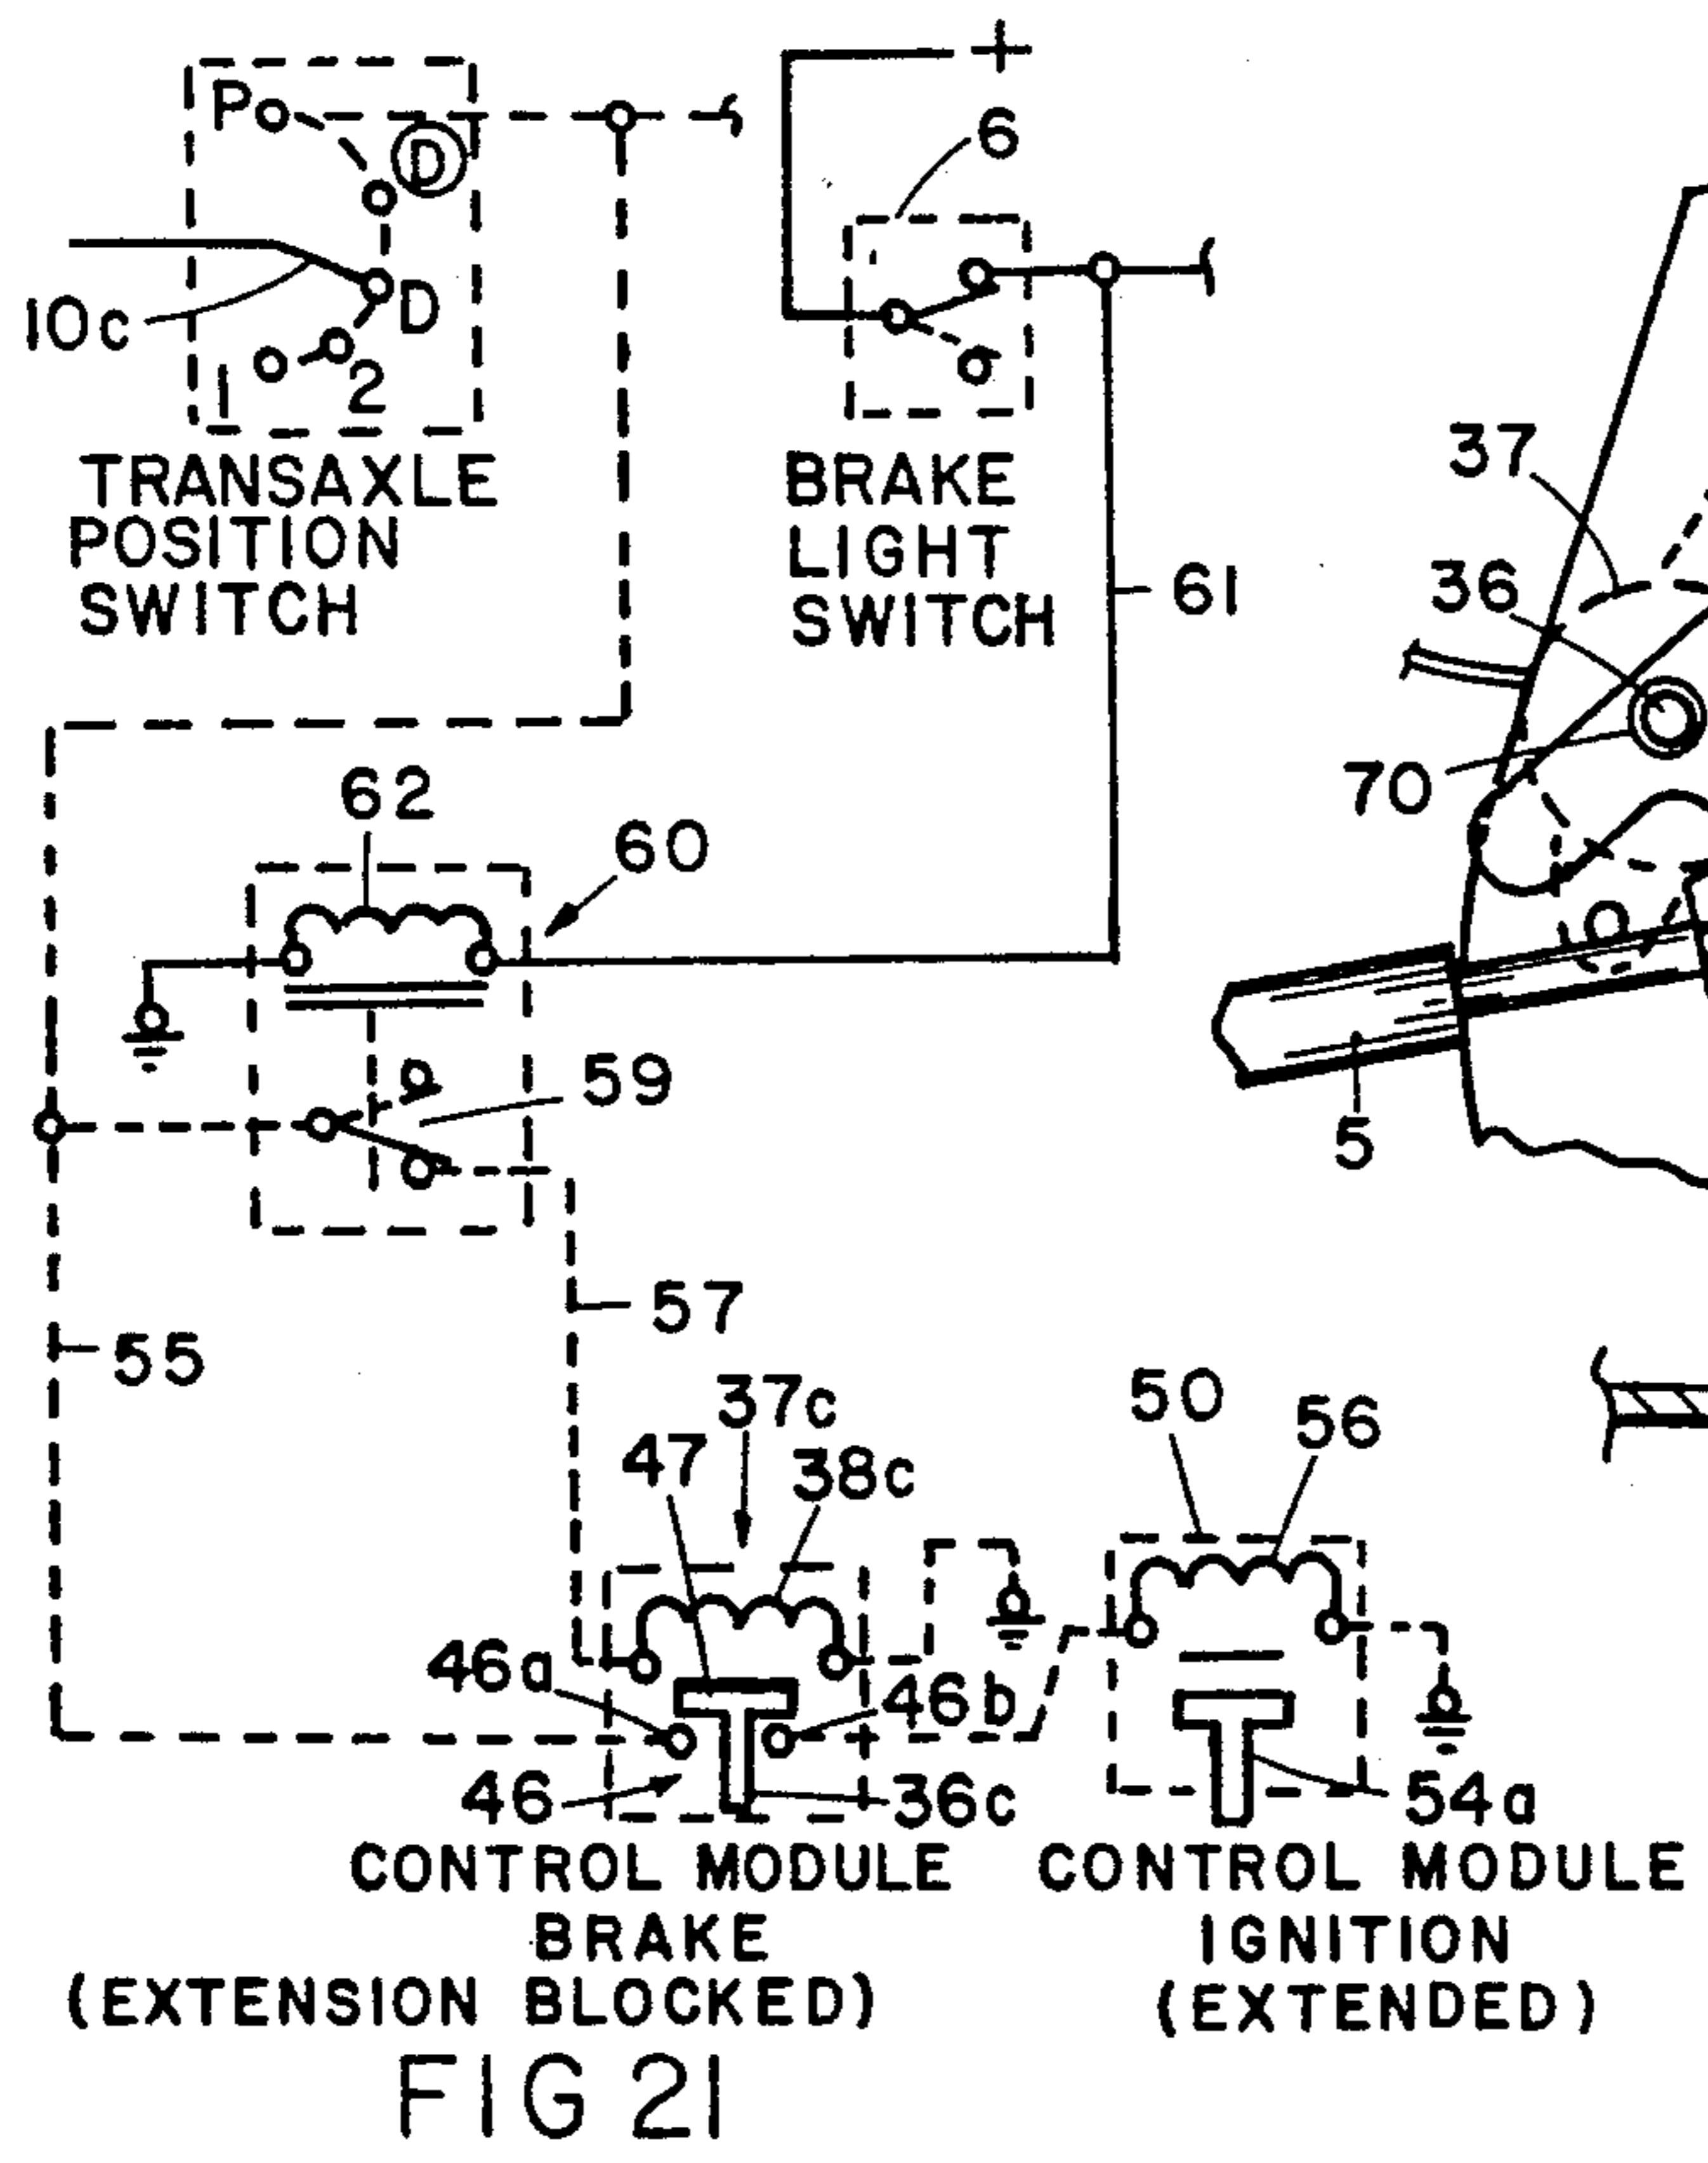 +
P
D
6
10c
D
2
1
TRANSAXLE
POSITION
SWITCH
BRAKE
LIGHT
SWITCH
61
37
36
70
62
60
59
5
57
55
37c
47
38c
50
56
46a
46b
46
36c
54a
CONTROL MODULE
BRAKE
(EXTENSION BLOCKED)
CONTROL MODULE
IGNITION
(EXTENDED)
FIG 21